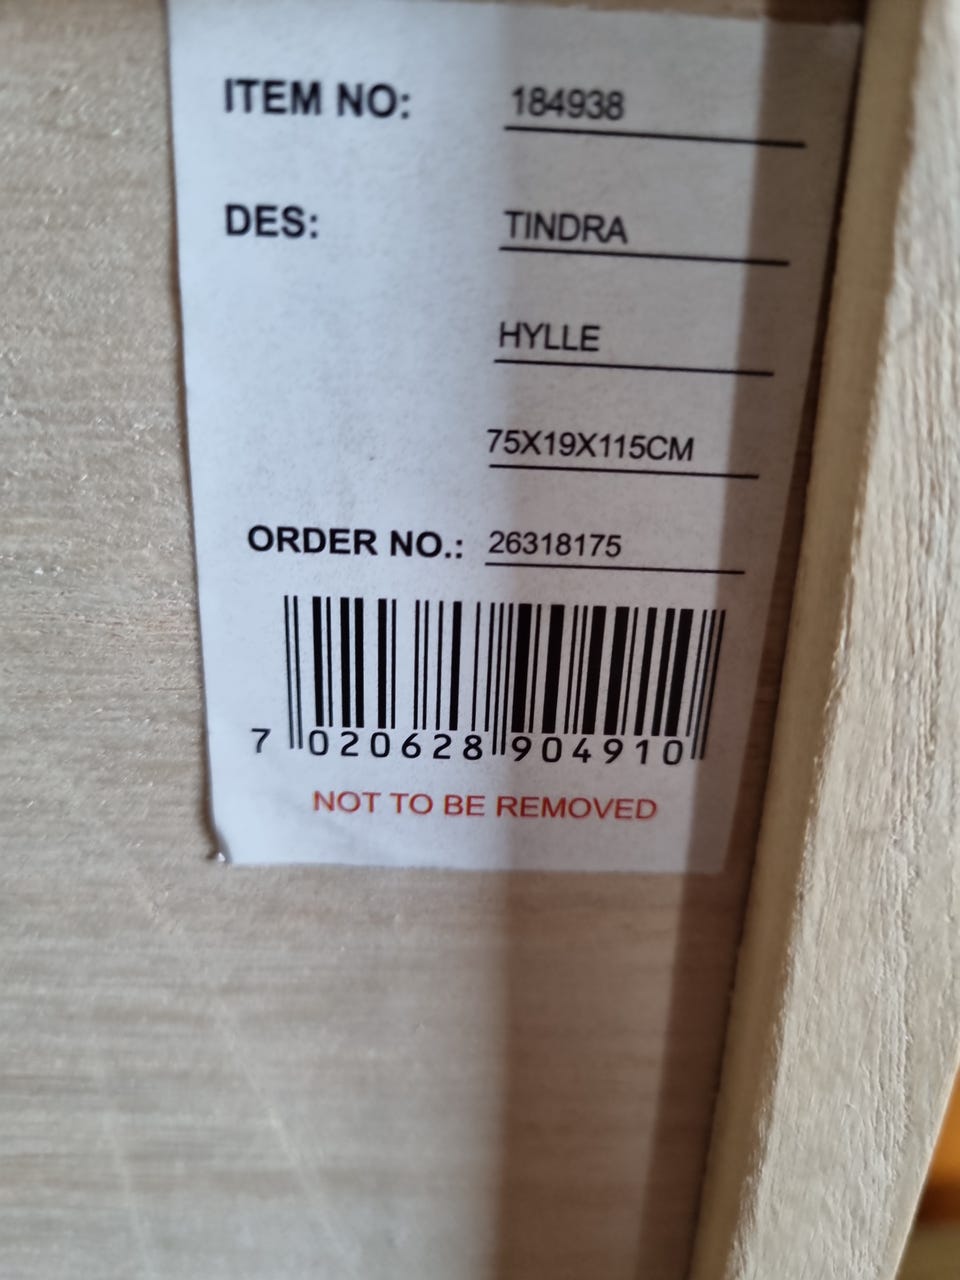 ITEM NO: 184938
DES: TINDRA
HYLLE
75X19X115CM
ORDER NO.: 26318175
7 020628 904910
NOT TO BE REMOVED